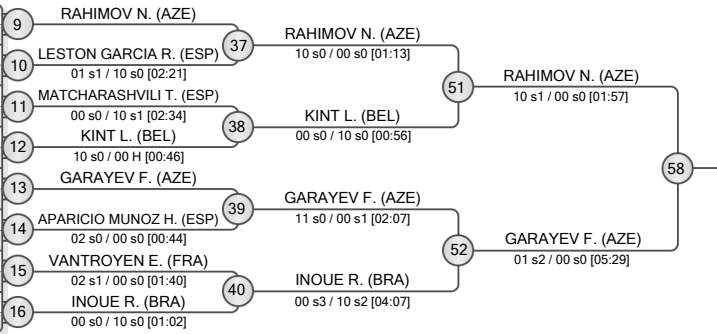 9
RAHIMOV N. (AZE)
37
RAHIMOV N. (AZE)
10 s0 / 00 s0 [01:13]
10
LESTON GARCIA R. (ESP)
01 s1 / 10 s0 [02:21]
51
RAHIMOV N. (AZE)
10 s1 / 00 s0 [01:57]
11
MATCHARASHVILI T. (ESP)
00 s0 / 10 s1 [02:34]
38
KINT L. (BEL)
00 s0 / 10 s0 [00:56]
12
KINT L. (BEL)
10 s0 / 00 H [00:46]
58
13
GARAYEV F. (AZE)
39
GARAYEV F. (AZE)
11 s0 / 00 s1 [02:07]
14
APARICIO MUNOZ H. (ESP)
02 s0 / 00 s0 [00:44]
52
GARAYEV F. (AZE)
01 s2 / 00 s0 [05:29]
15
VANTROYEN E. (FRA)
02 s1 / 00 s0 [01:40]
40
INOUE R. (BRA)
00 s3 / 10 s2 [04:07]
16
INOUE R. (BRA)
00 s0 / 10 s0 [01:02]